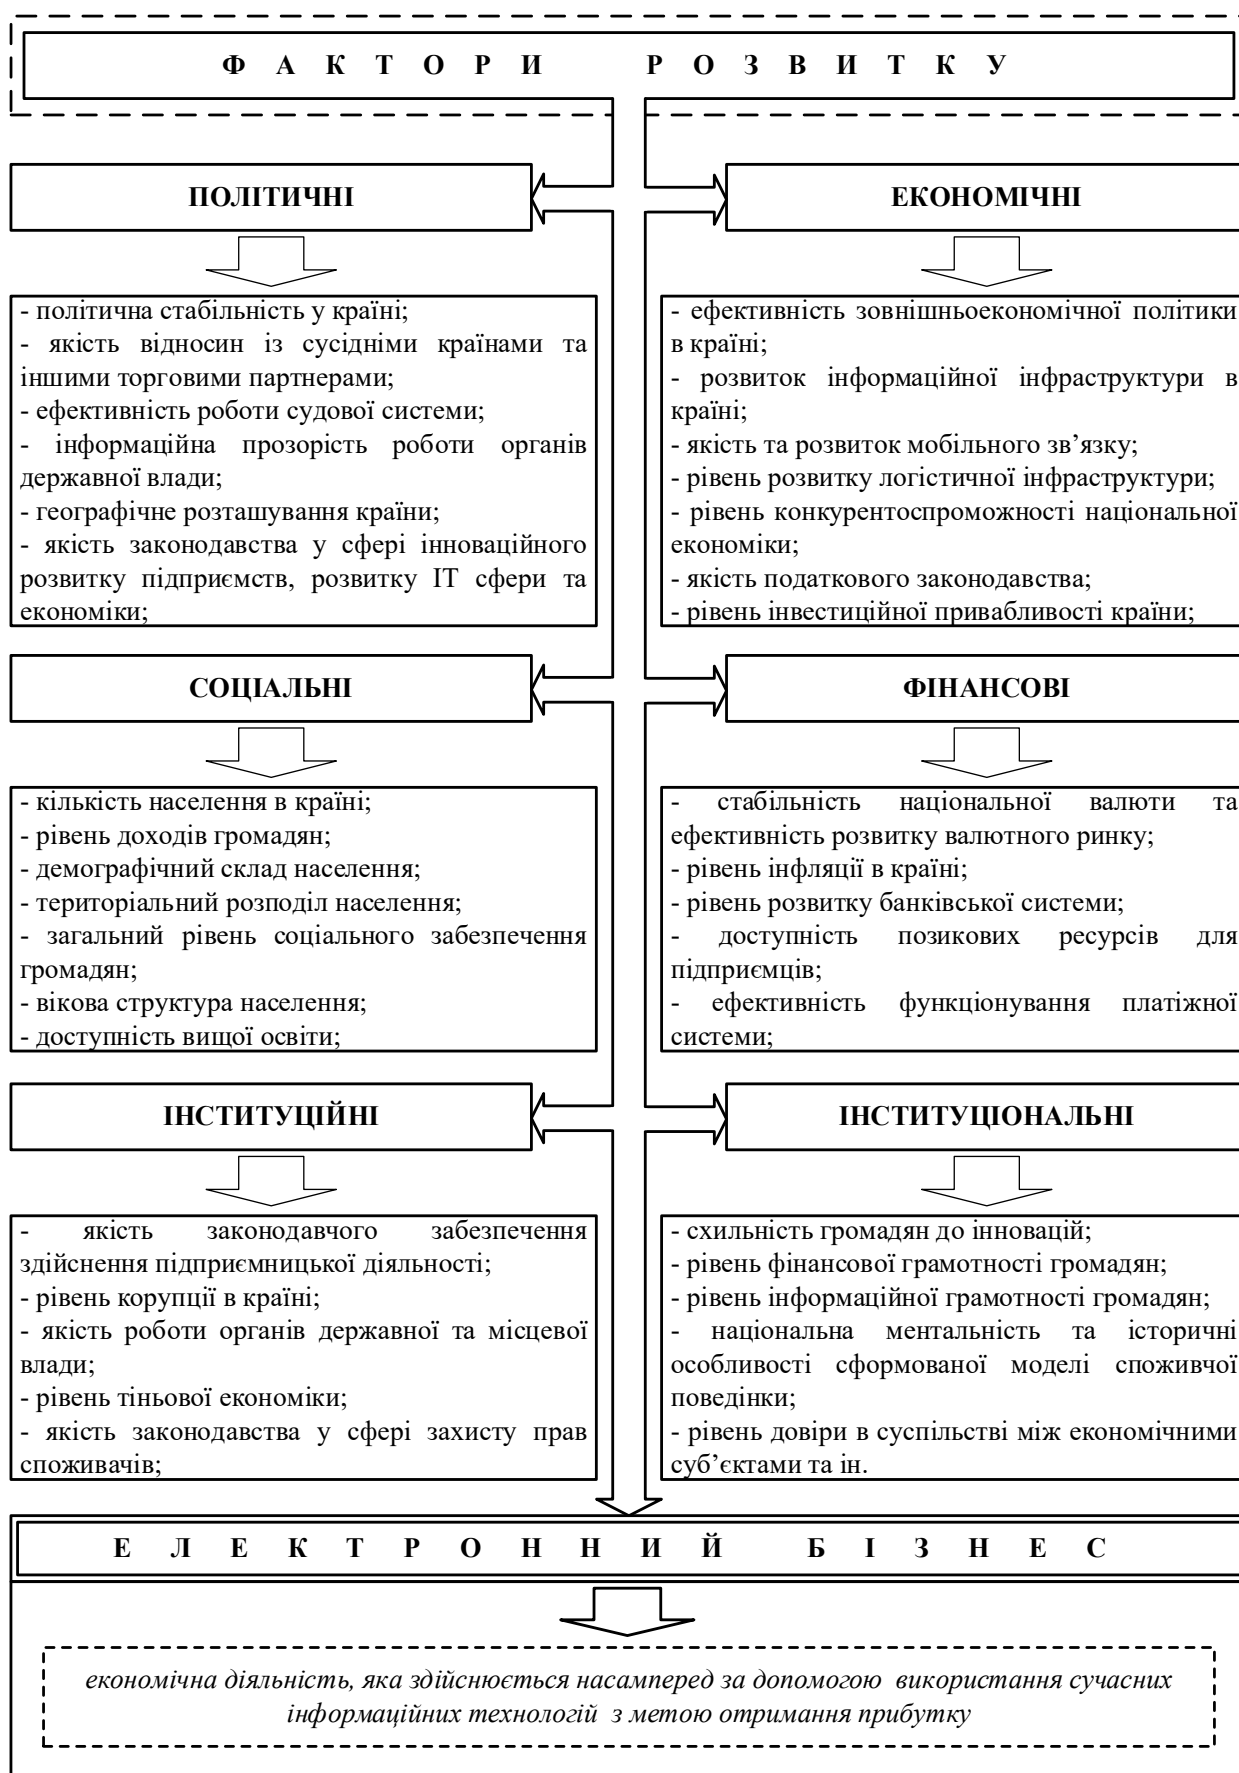 Ф А К Т О Р И Р О З В И Т К У
ПОЛІТИЧНІ
- політична стабільність у країні;
- якість відносин із сусідніми країнами та
іншими торговими партнерами;
- ефективність роботи судової системи;
- інформаційна прозорість роботи органів
державної влади;
- географічне розташування країни;
- якість законодавства у сфері інноваційного
розвитку підприємств, розвитку ІТ сфери та
економіки;
ЕКОНОМІЧНІ
- ефективність зовнішньоекономічної політики
в країні;
- розвиток інформаційної інфраструктури в
країні;
- якість та розвиток мобільного зв’язку;
- рівень розвитку логістичної інфраструктури;
- рівень конкурентоспроможності національної
економіки;
- якість податкового законодавства;
- рівень інвестиційної привабливості країни;
СОЦІАЛЬНІ
- кількість населення в країні;
- рівень доходів громадян;
- демографічний склад населення;
- територіальний розподіл населення;
- загальний рівень соціального забезпечення
громадян;
- вікова структура населення;
- доступність вищої освіти;
ФІНАНСОВІ
- стабільність національної валюти та
ефективність розвитку валютного ринку;
- рівень інфляції в країні;
- рівень розвитку банківської системи;
- доступність позикових ресурсів для
підприємців;
- ефективність функціонування платіжної
системи;
ІНСТИТУЦІЙНІ
- якість законодавчого забезпечення
здійснення підприємницької діяльності;
- рівень корупції в країні;
- якість роботи органів державної та місцевої
влади;
- рівень тіньової економіки;
- якість законодавства у сфері захисту прав
споживачів;
ІНСТИТУЦІОНАЛЬНІ
- схильність громадян до інновацій;
- рівень фінансової грамотності громадян;
- рівень інформаційної грамотності громадян;
- національна ментальність та історичні
особливості сформованої моделі споживчої
поведінки;
- рівень довіри в суспільстві між економічними
суб’єктами та ін.
Е Л Е К Т Р О Н Н И Й Б І З Н Е С
економічна діяльність, яка здійснюється насамперед за допомогою використання сучасних
інформаційних технологій з метою отримання прибутку